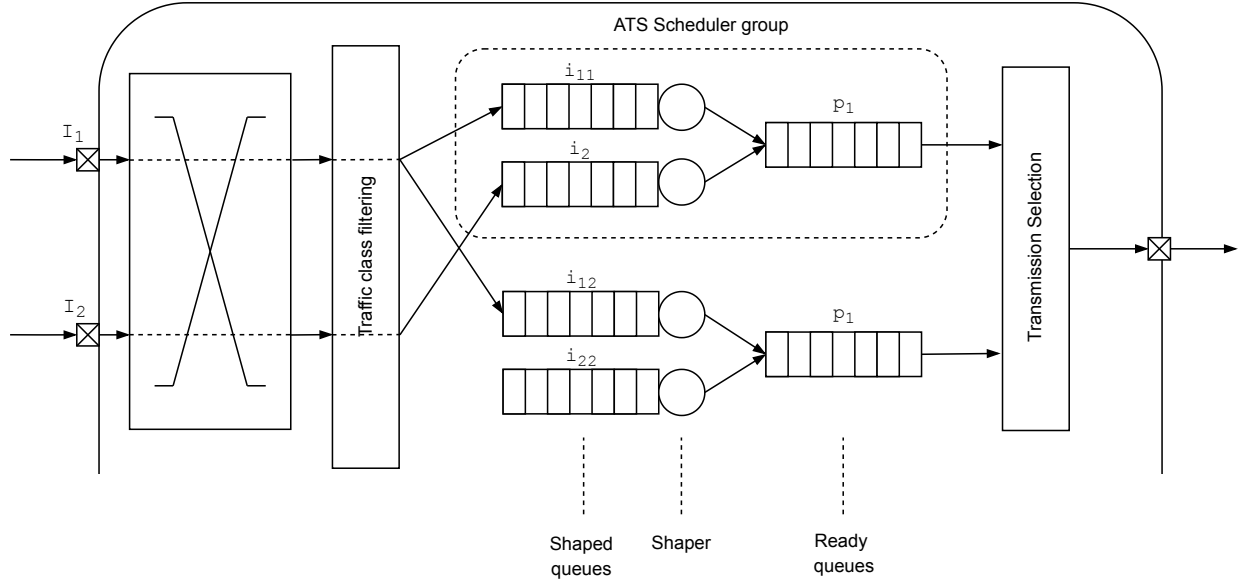 ATS Scheduler group
i11
I1
p1
i2
Traffic class filtering
Transmission Selection
i12
I2
p1
i22
Shaped
queues
Shaper
Ready
queues